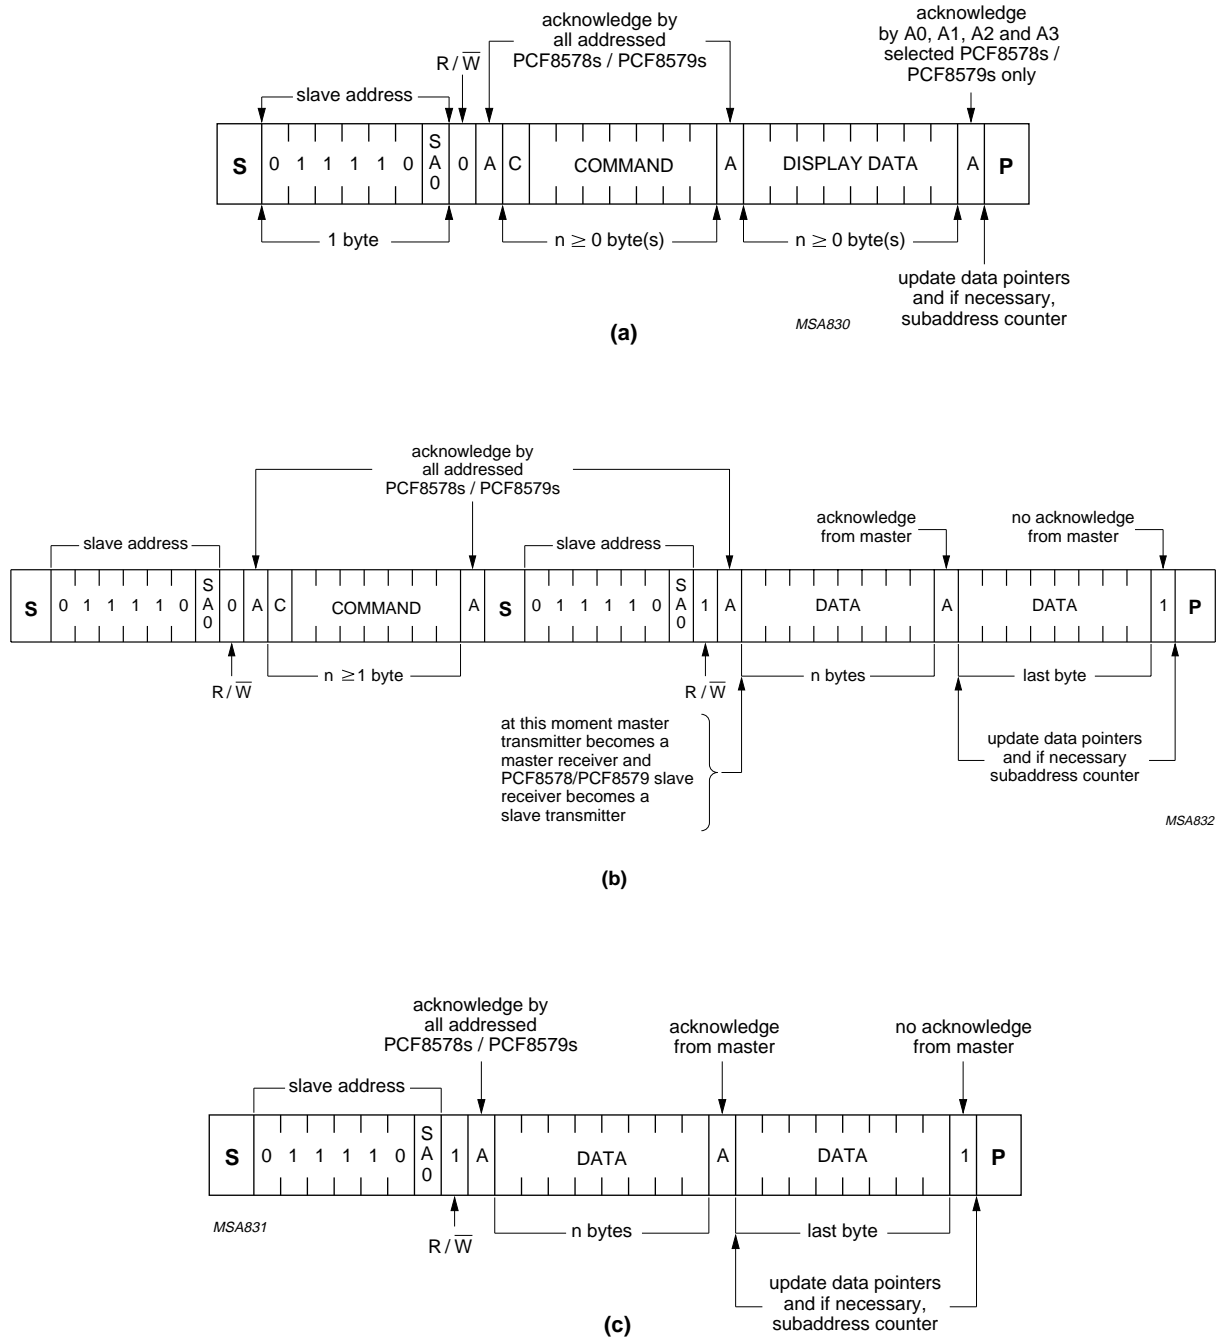 acknowledge by
all addressed
PCF8578s / PCF8579s
acknowledge
by A0, A1, A2 and A3
selected PCF8578s /
PCF8579s only
R / W
slave address
S 0 1 1 1 1 0 SA0 0 A C COMMAND A DISPLAY DATA A P
1 byte
n ≥ 0 byte(s)
n ≥ 0 byte(s)
update data pointers
and if necessary,
subaddress counter
MSA830
(a)
acknowledge by
all addressed
PCF8578s / PCF8579s
acknowledge
from master
no acknowledge
from master
slave address
slave address
S 0 1 1 1 1 0 SA0 0 A C COMMAND A S 0 1 1 1 1 0 SA0 1 A DATA A DATA 1 P
R / W
n ≥ 1 byte
R / W
n bytes
last byte
at this moment master
transmitter becomes a
master receiver and
PCF8578/PCF8579 slave
receiver becomes a
slave transmitter
update data pointers
and if necessary
subaddress counter
MSA832
(b)
acknowledge by
all addressed
PCF8578s / PCF8579s
acknowledge
from master
no acknowledge
from master
slave address
S 0 1 1 1 1 0 SA0 1 A DATA A DATA 1 P
MSA831
R / W
n bytes
last byte
update data pointers
and if necessary,
subaddress counter
(c)